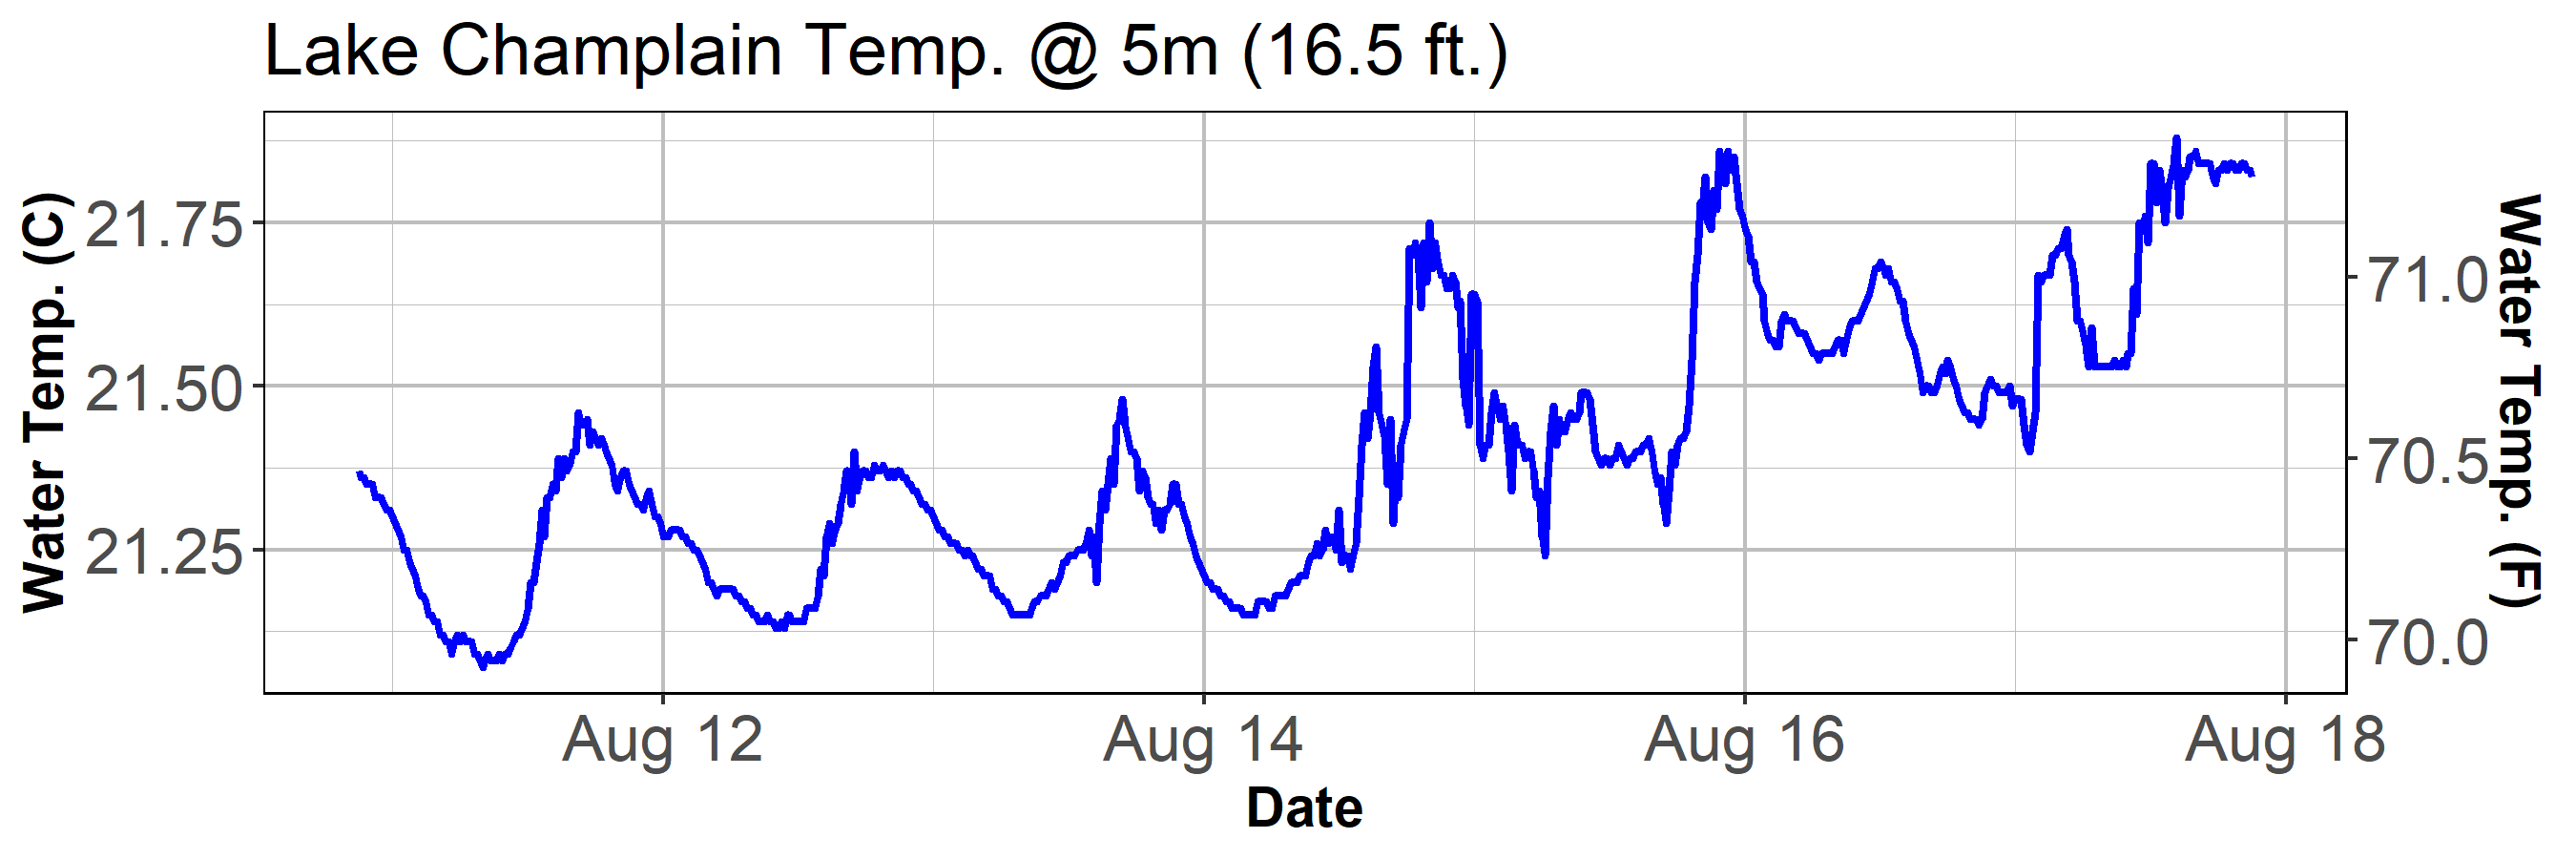 Lake Champlain Temp. @ 5m (16.5 ft.)
Water Temp. (C)
21.75
21.50
21.25
Water Temp. (F)
71.0
70.5
70.0
Aug 12
Aug 14
Aug 16
Aug 18
Date